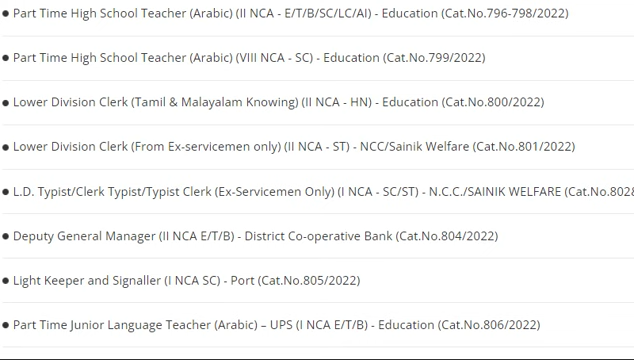 Part Time High School Teacher (Arabic) (II NCA - E/T/B/SC/LC/AI) - Education (Cat.No.796-798/2022)
Part Time High School Teacher (Arabic) (VIII NCA - SC) - Education (Cat.No.799/2022)
Lower Division Clerk (Tamil & Malayalam Knowing) (II NCA - HN) - Education (Cat.No.800/2022)
Lower Division Clerk (From Ex-servicemen only) (II NCA - ST) - NCC/Sainik Welfare (Cat.No.801/2022)
L.D. Typist/Clerk Typist/Typist Clerk (Ex-Servicemen Only) (I NCA - SC/ST) - N.C.C./SAINIK WELFARE (Cat.No.802&
Deputy General Manager (II NCA E/T/B) - District Co-operative Bank (Cat.No.804/2022)
Light Keeper and Signaller (I NCA SC) - Port (Cat.No.805/2022)
Part Time Junior Language Teacher (Arabic) – UPS (I NCA E/T/B) - Education (Cat.No.806/2022)